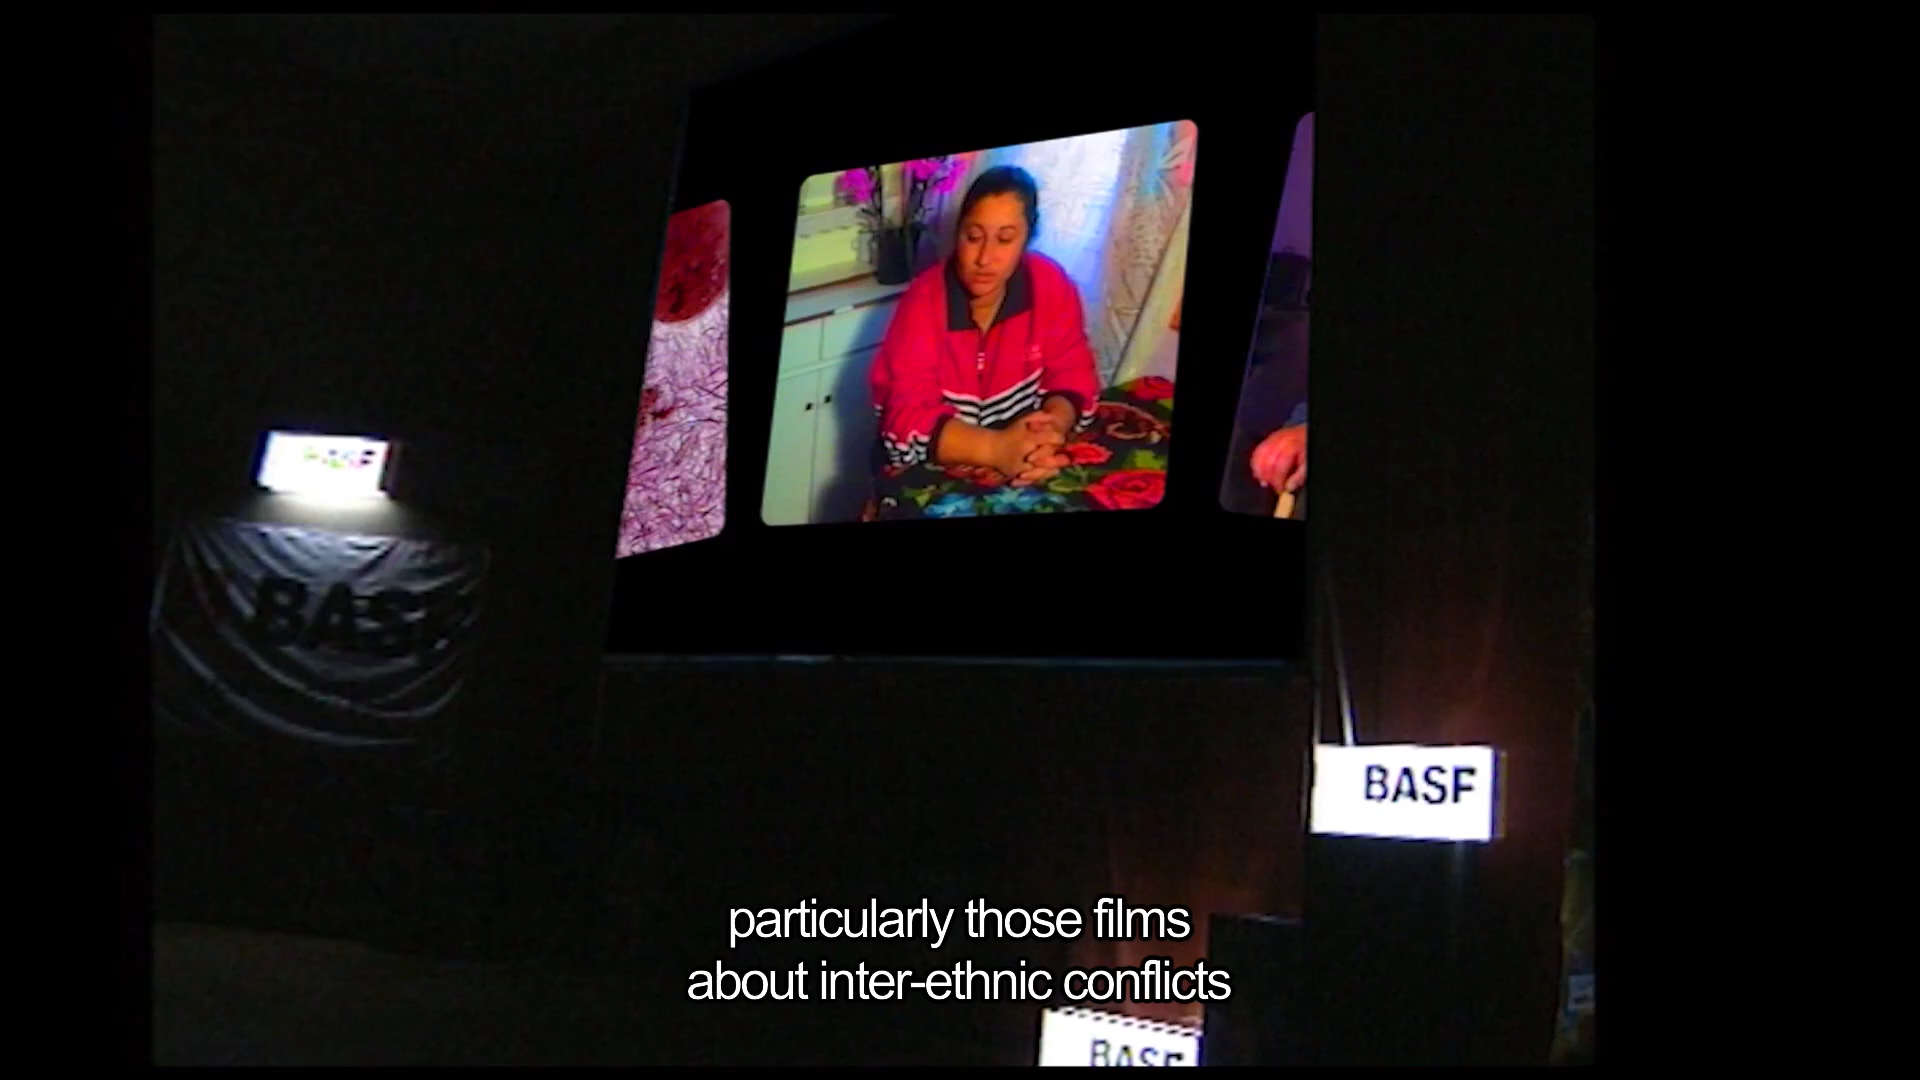 BASF
BASF
BASF
BASF
particularly those films
about inter-ethnic conflicts